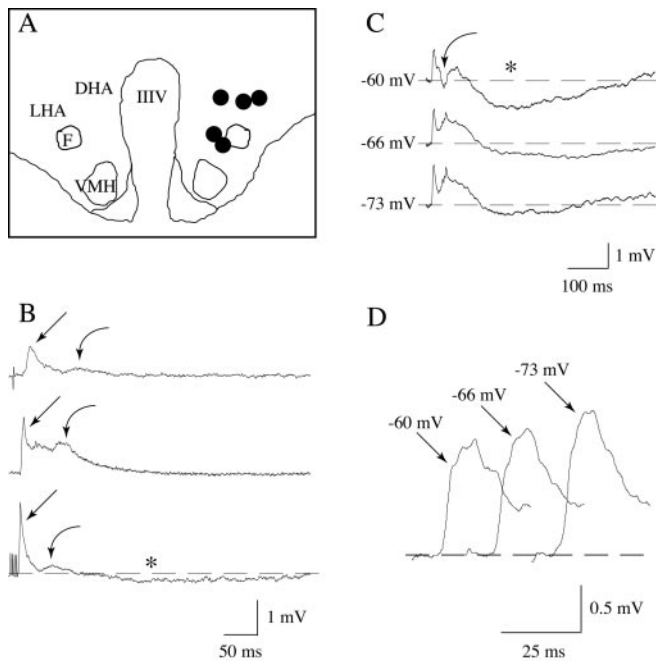 A
DHA
IIIV
LHA
F
VMH
B
*
1 mV
50 ms
C
*
-60 mV
-66 mV
-73 mV
1 mV
100 ms
D
-73 mV
-66 mV
-60 mV
0.5 mV
25 ms